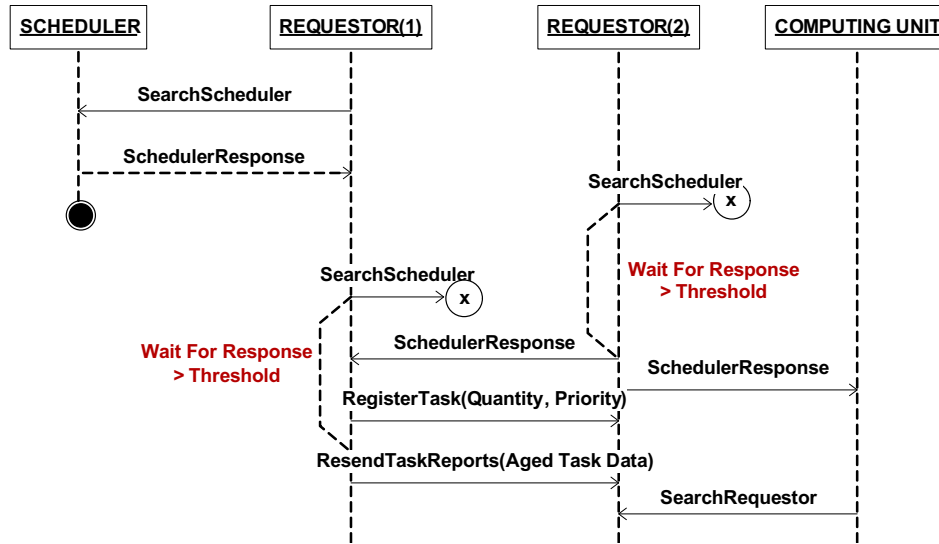 SCHEDULER
REQUESTOR(1)
REQUESTOR(2)
COMPUTING UNIT
SearchScheduler
SchedulerResponse
SearchScheduler
x
Wait For Response
> Threshold
SearchScheduler
x
Wait For Response
> Threshold
SchedulerResponse
SchedulerResponse
RegisterTask(Quantity, Priority)
ResendTaskReports(Aged Task Data)
SearchRequestor